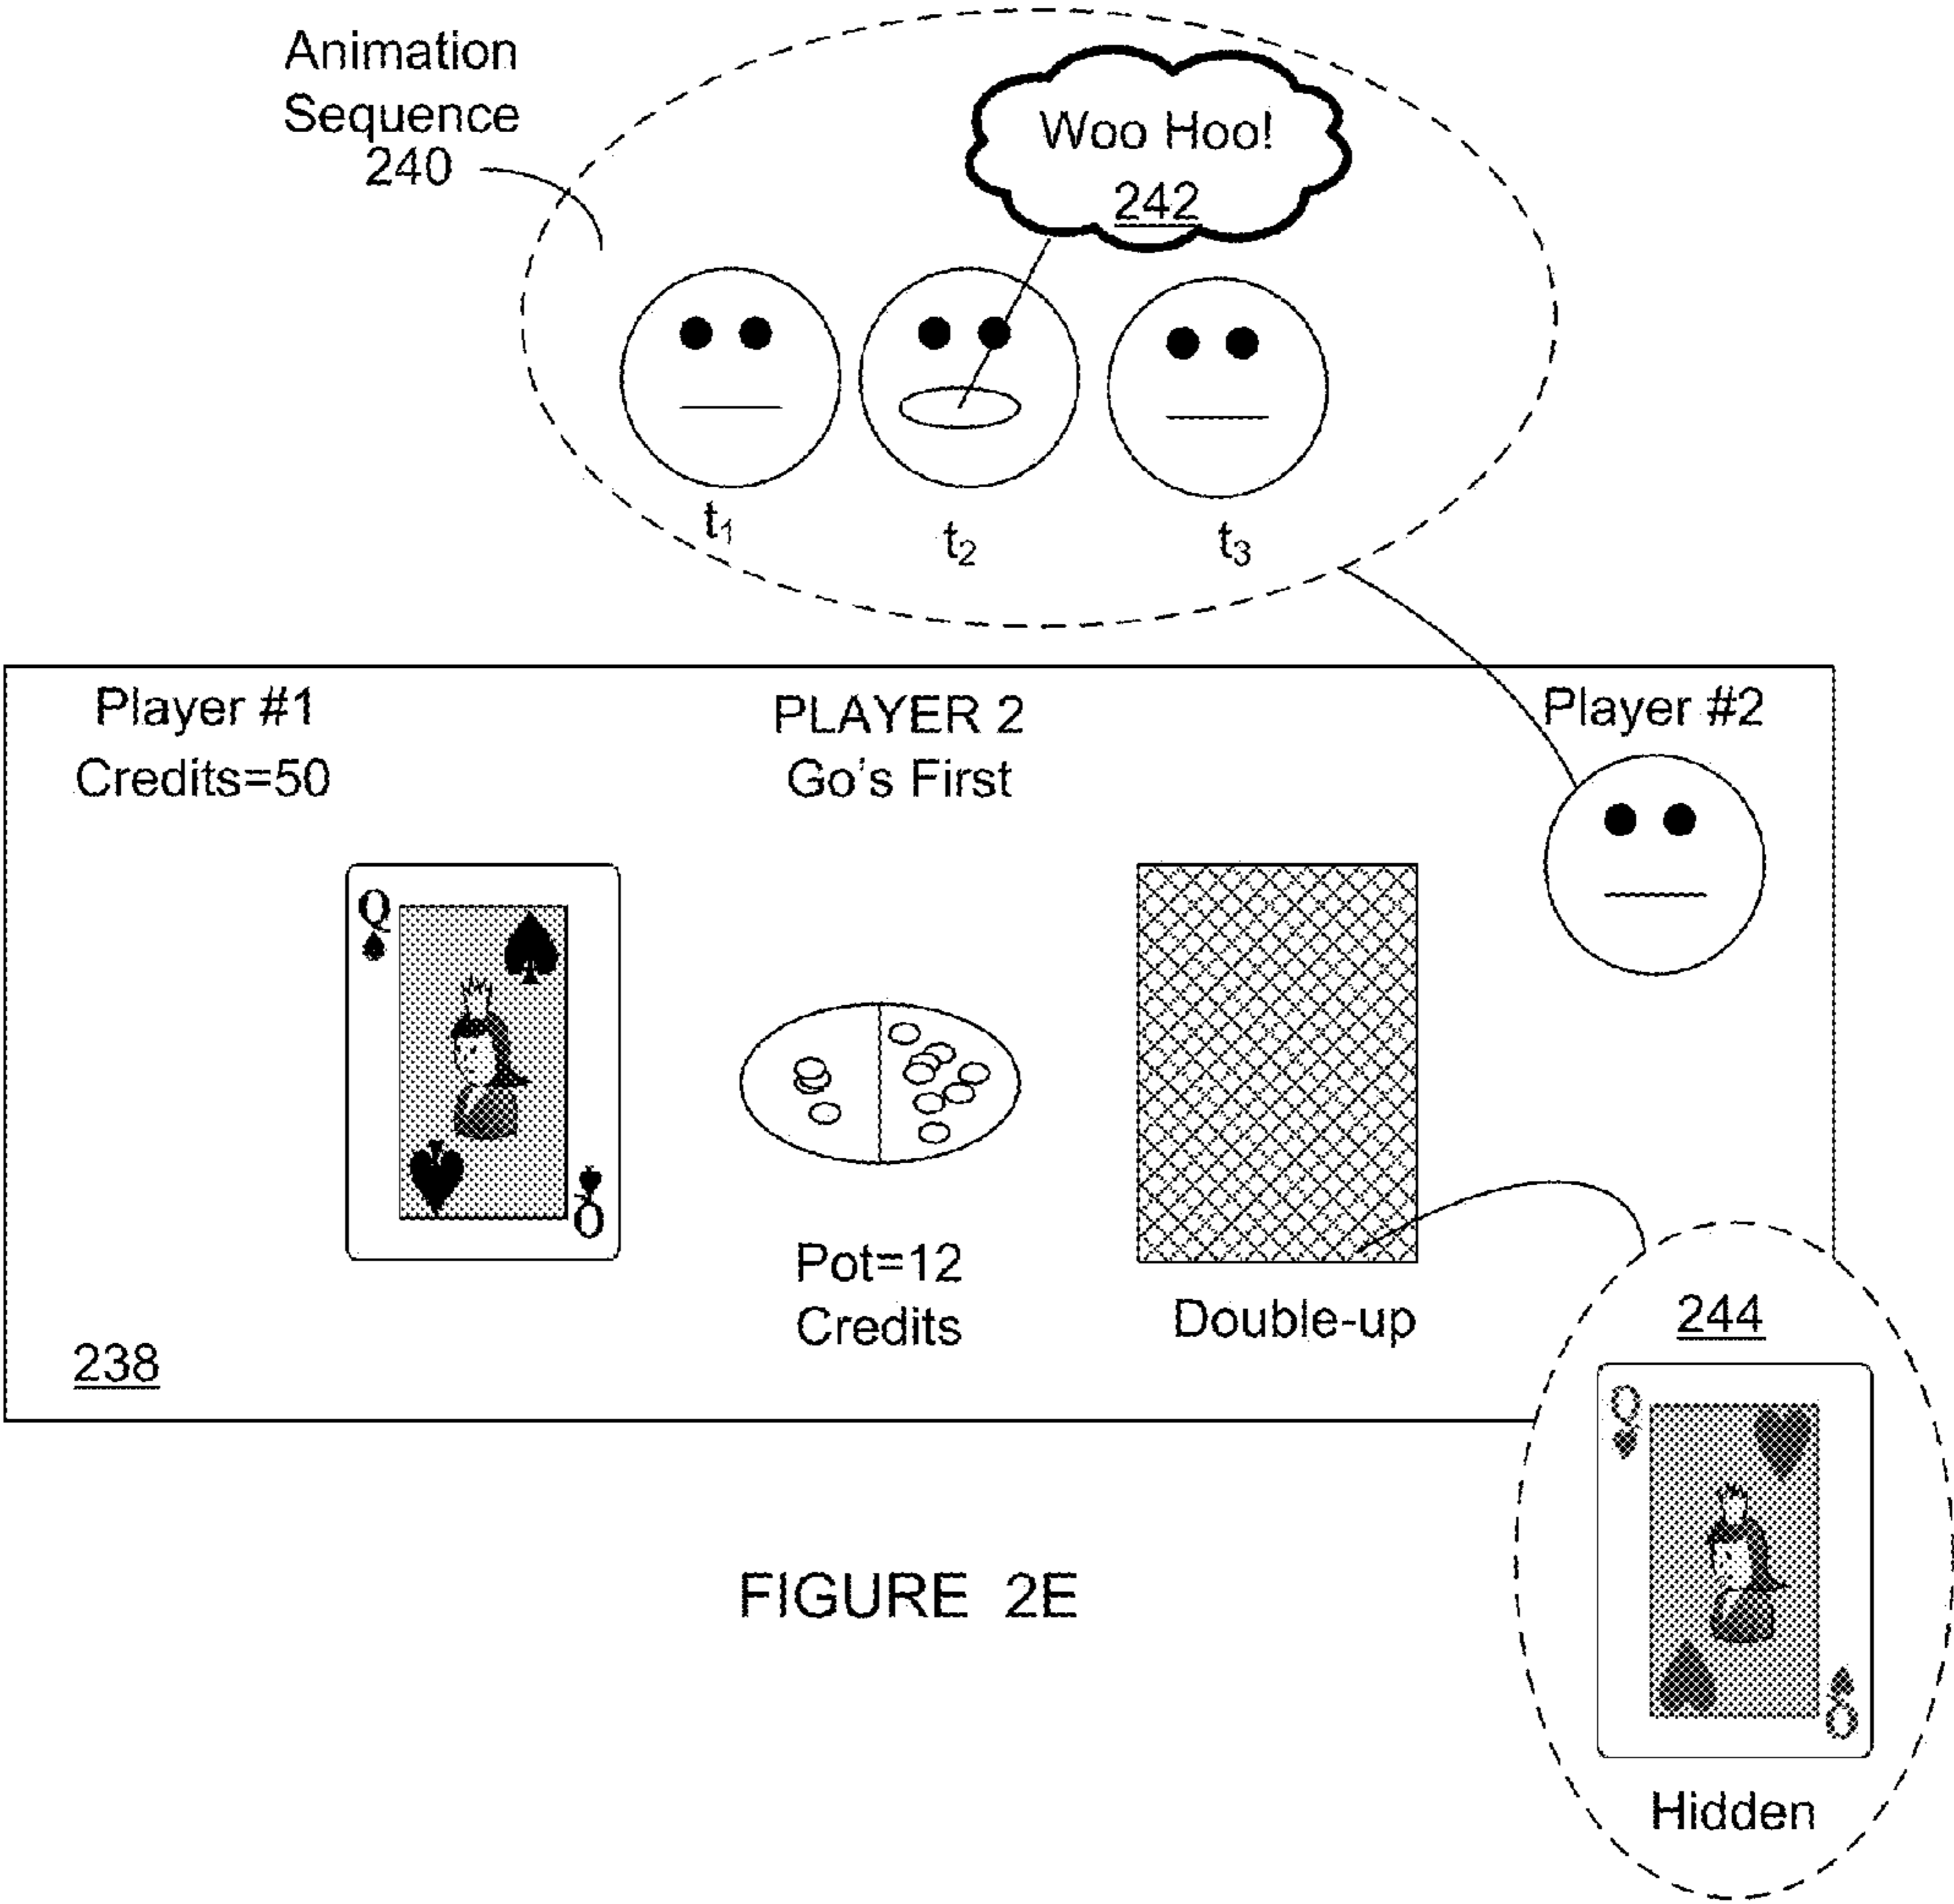 Animation
Sequence
240
Woo Hoo!
242
t1
t2
t3
Player #1
Credits=50
PLAYER 2
Go's First
Player #2
Q
Q
Pot=12
Credits
Double-up
238
244
Q
Q
Hidden
FIGURE 2E